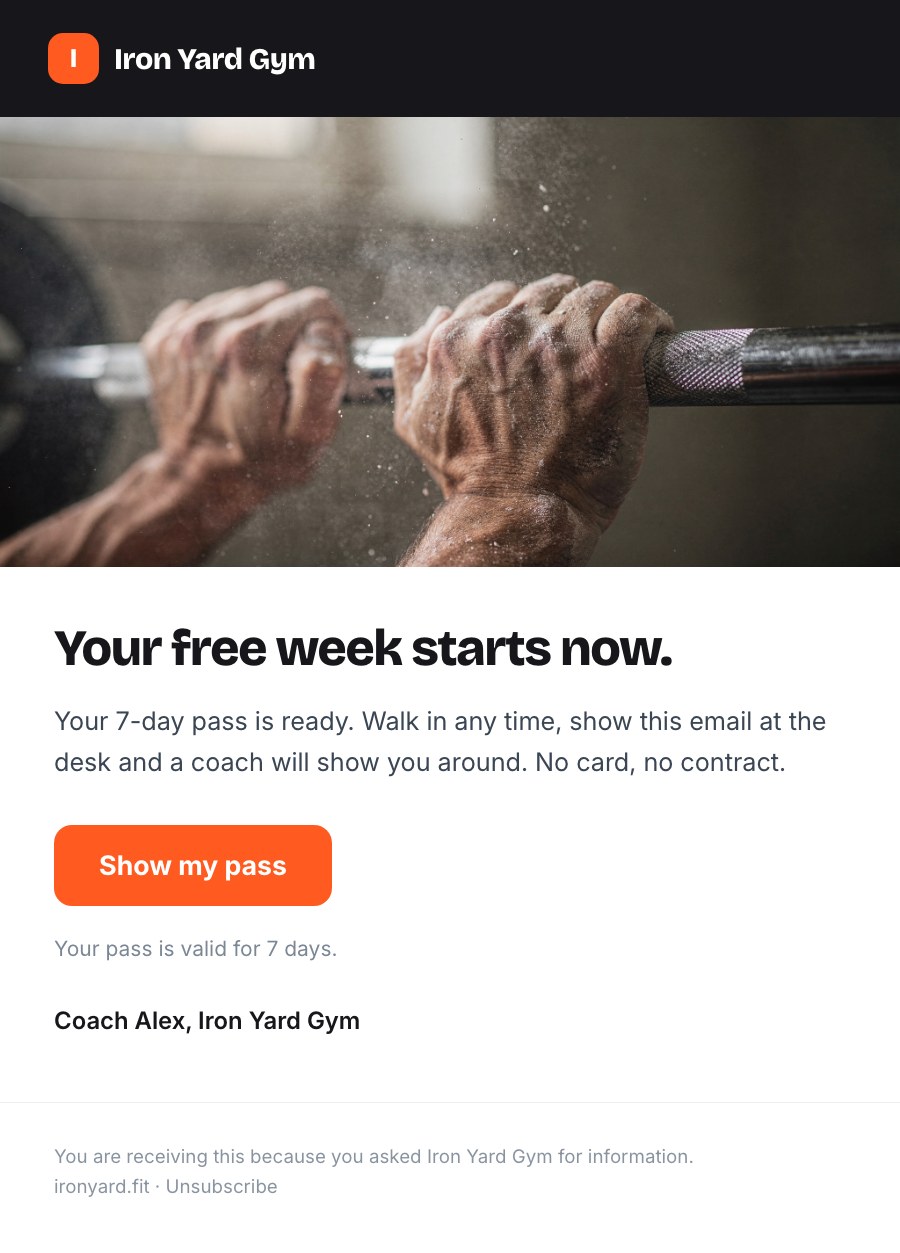 I
Iron Yard Gym
Your free week starts now.
Your 7-day pass is ready. Walk in any time, show this email at the
desk and a coach will show you around. No card, no contract.
Show my pass
Your pass is valid for 7 days.
Coach Alex, Iron Yard Gym
You are receiving this because you asked Iron Yard Gym for information.
ironyard.fit · Unsubscribe